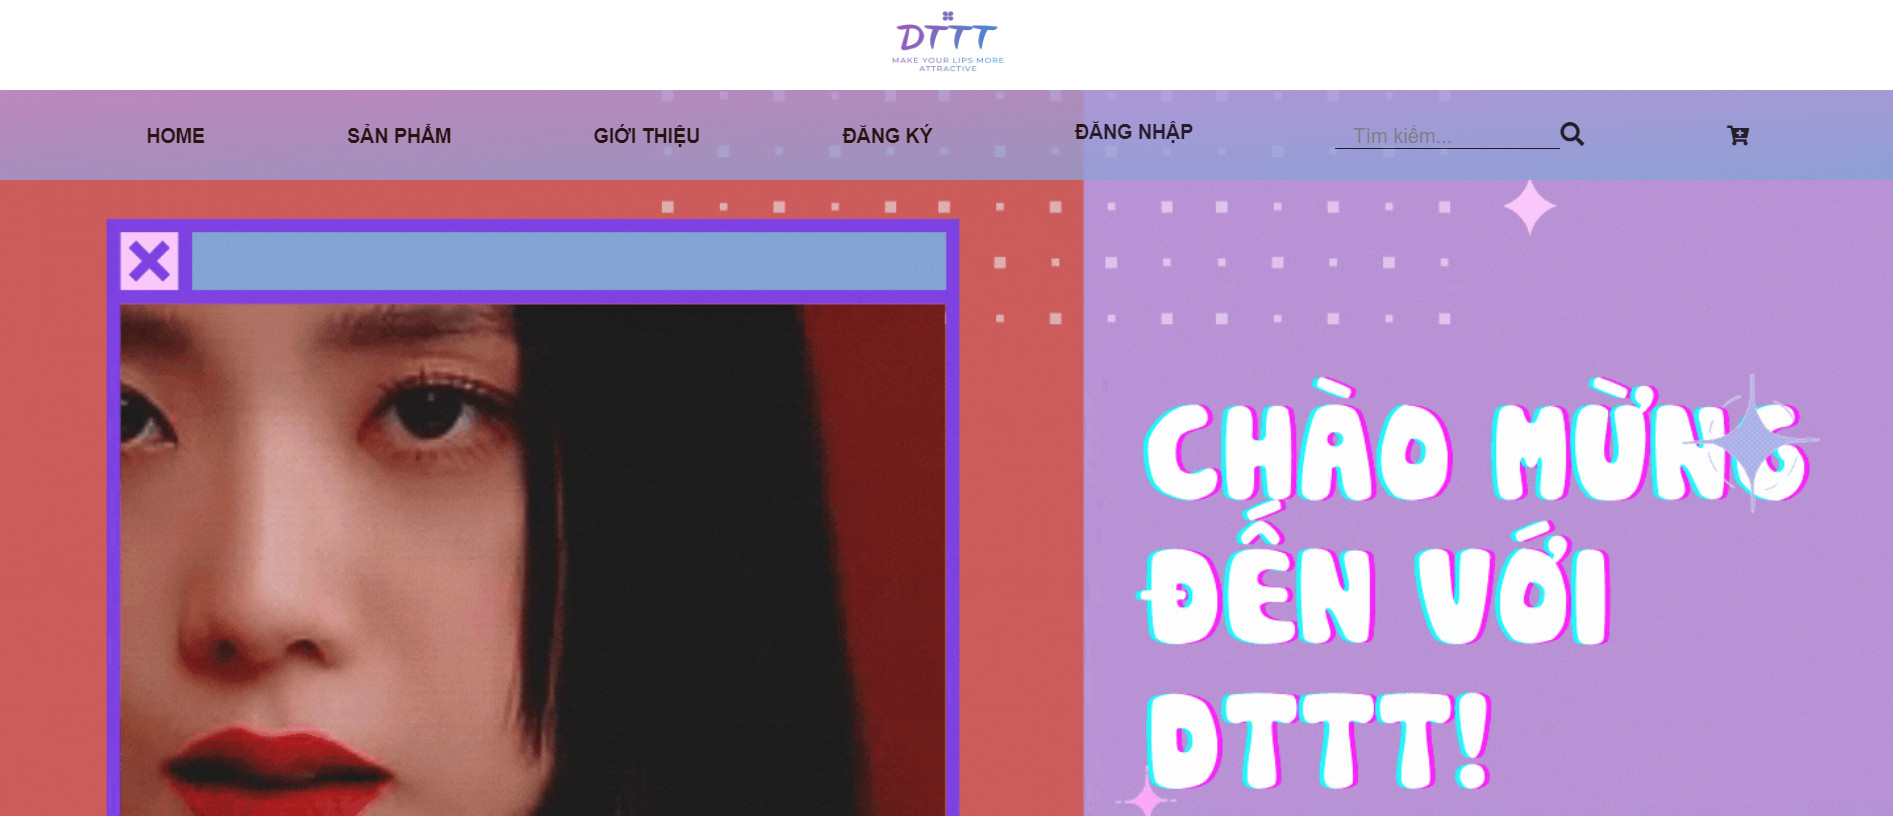 DTTT
MAKE YOUR LIPS MORE
ATTRACTIVE
HOME SẢN PHẨM GIỚI THIỆU ĐĂNG KÝ ĐĂNG NHẬP Tìm kiếm...
CHÀO MỪNG
ĐẾN VỚI
DTTT!